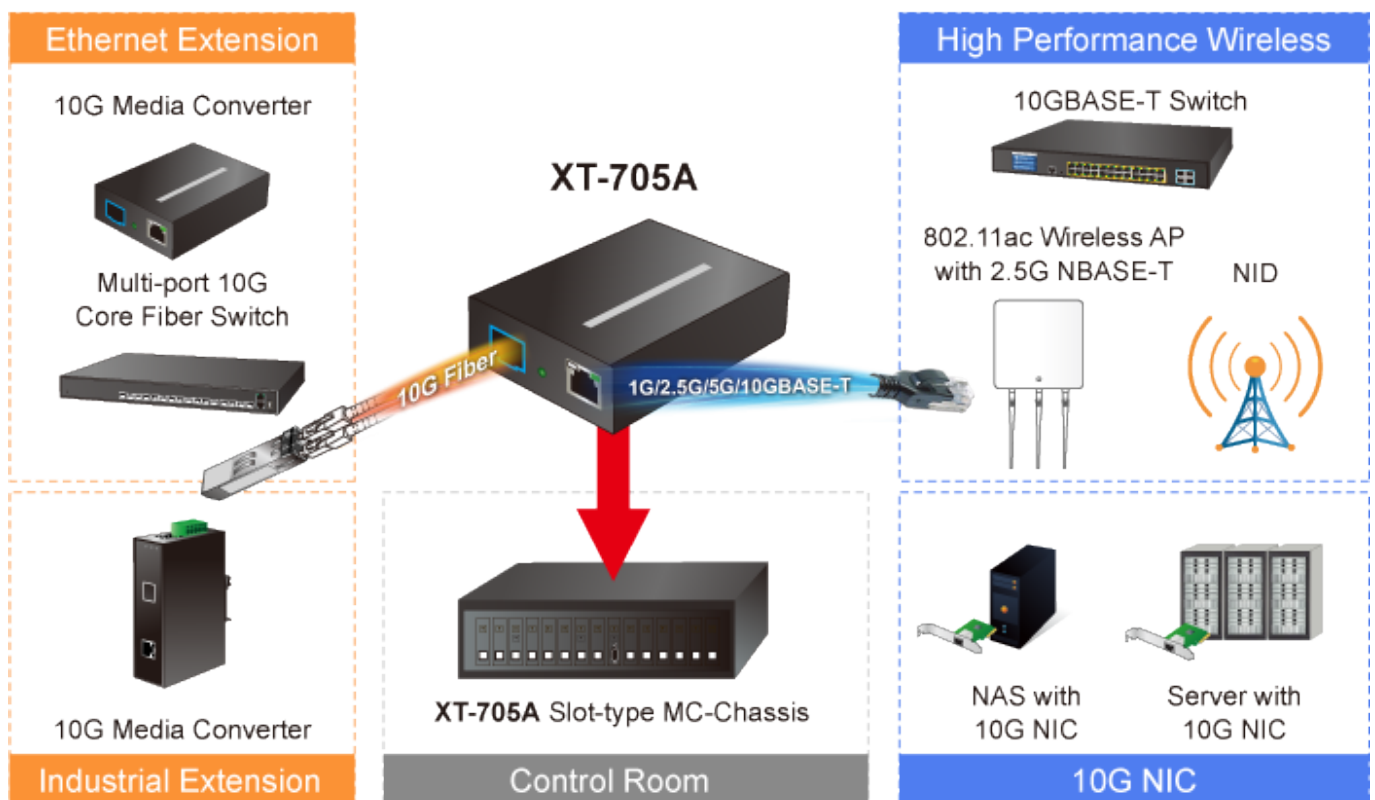 Ethernet Extension
10G Media Converter
Multi-port 10G
Core Fiber Switch
XT-705A
10G Fiber
1G/2.5G/5G/10GBASE-T
High Performance Wireless
10GBASE-T Switch
802.11ac Wireless AP
with 2.5G NBASE-T
NID
10G Media Converter
Industrial Extension
XT-705A Slot-type MC-Chassis
Control Room
NAS with
10G NIC
Server with
10G NIC
10G NIC